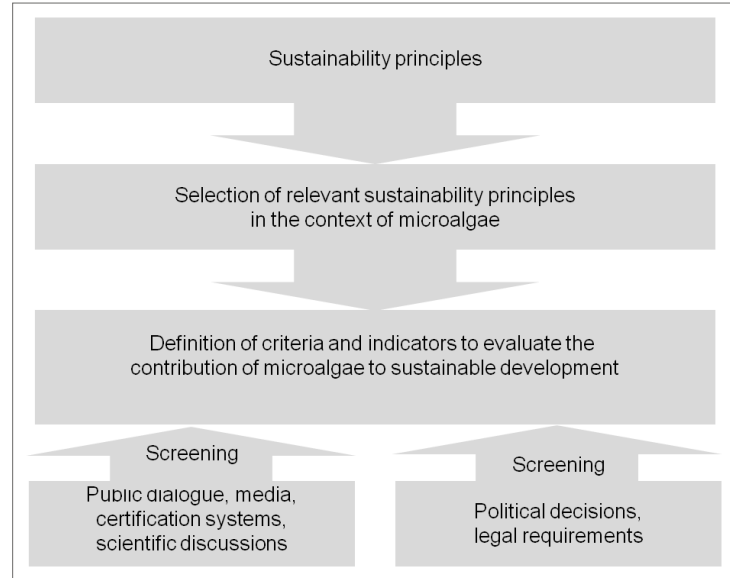 Sustainability principles
Selection of relevant sustainability principles
in the context of microalgae
Definition of criteria and indicators to evaluate the
contribution of microalgae to sustainable development
Screening
Public dialogue, media,
certification systems,
scientific discussions
Screening
Political decisions,
legal requirements